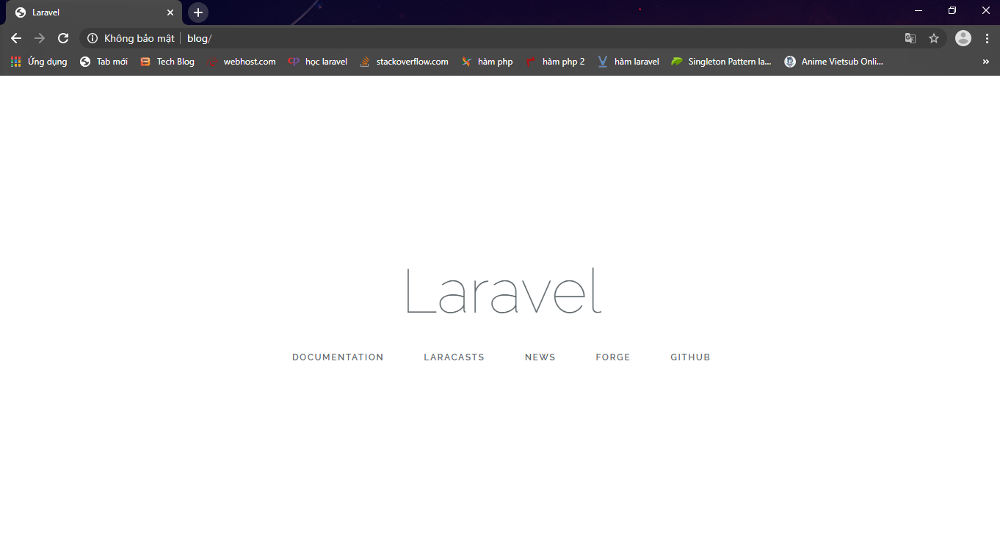 Laravel
Không bảo mật | blog/
Ứng dụng Tab mới Tech Blog webhost.com học laravel stackoverflow.com hàm php hàm php 2 hàm laravel Singleton Pattern la... Anime Vietsub Onli... »
Laravel
DOCUMENTATION LARACASTS NEWS FORGE GITHUB